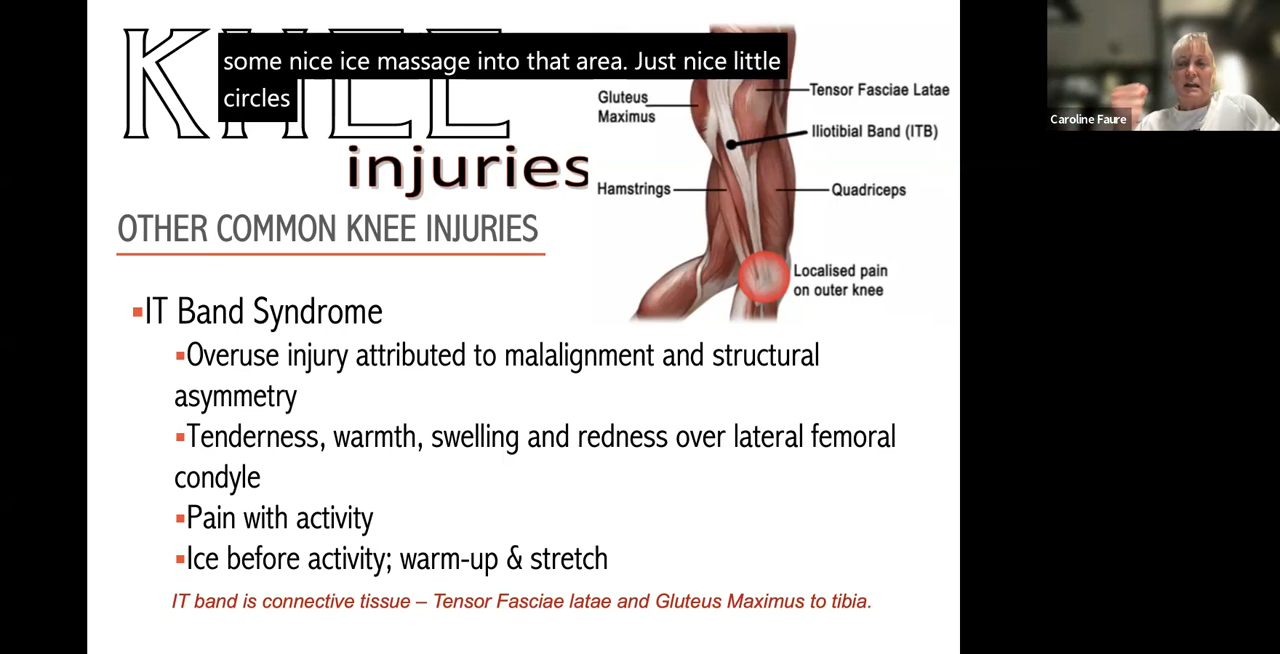 some nice ice massage into that area. Just nice little
circles
KNEE
injuries
Gluteus
Maximus
Tensor Fasciae Latae
Iliotibial Band (ITB)
Hamstrings
Quadriceps
Localised pain
on outer knee
Caroline Faure
OTHER COMMON KNEE INJURIES
▪IT Band Syndrome
▪Overuse injury attributed to malalignment and structural
asymmetry
▪Tenderness, warmth, swelling and redness over lateral femoral
condyle
▪Pain with activity
▪Ice before activity; warm-up & stretch
IT band is connective tissue – Tensor Fasciae latae and Gluteus Maximus to tibia.